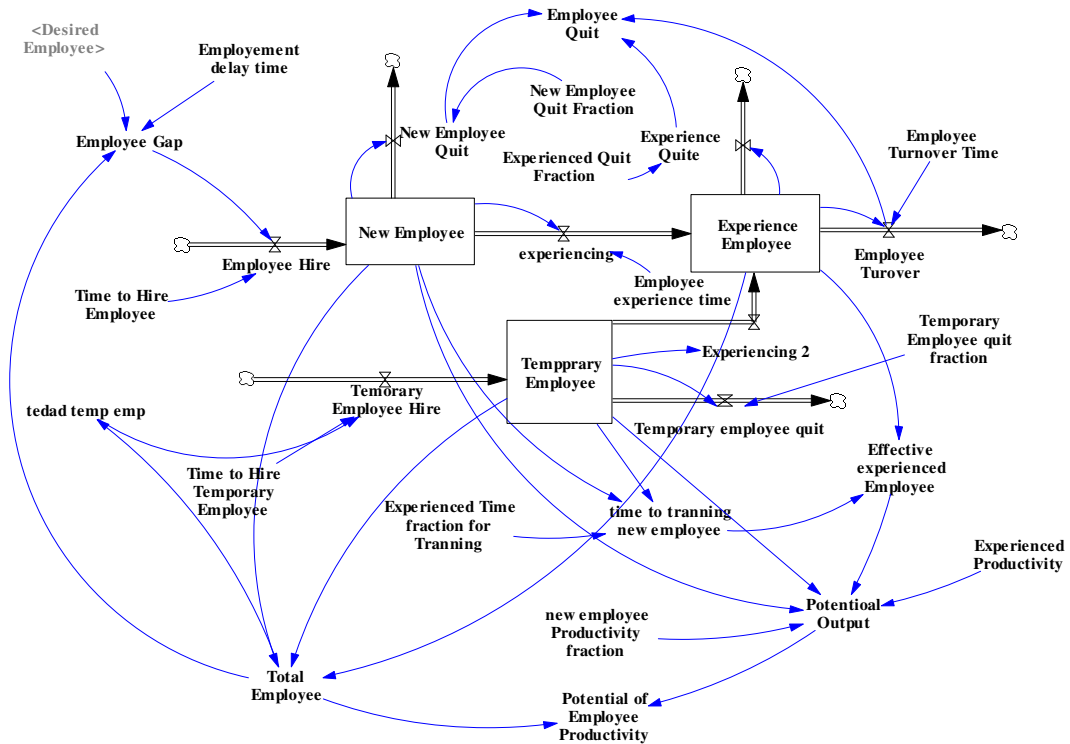 <Desired
Employee>
Employement
delay time
Employee
Quit
New Employee
Quit Fraction
Employee Gap
New Employee
Quit
Experience
Quite
Experienced Quit
Fraction
Employee
Turnover Time
New Employee
Experience
Employee
Employee Hire
experiencing
Employee
Turover
Time to Hire
Employee
Employee
experience time
Temporary
Employee quit
fraction
Tempprary
Employee
Experiencing 2
Temorary
Employee Hire
tedad temp emp
Temporary employee quit
Time to Hire
Temporary
Employee
Effective
experienced
Employee
Experienced Time
fraction for
Tranning
time to tranning
new employee
Experienced
Productivity
new employee
Productivity
fraction
Potentioal
Output
Total
Employee
Potential of
Employee
Productivity